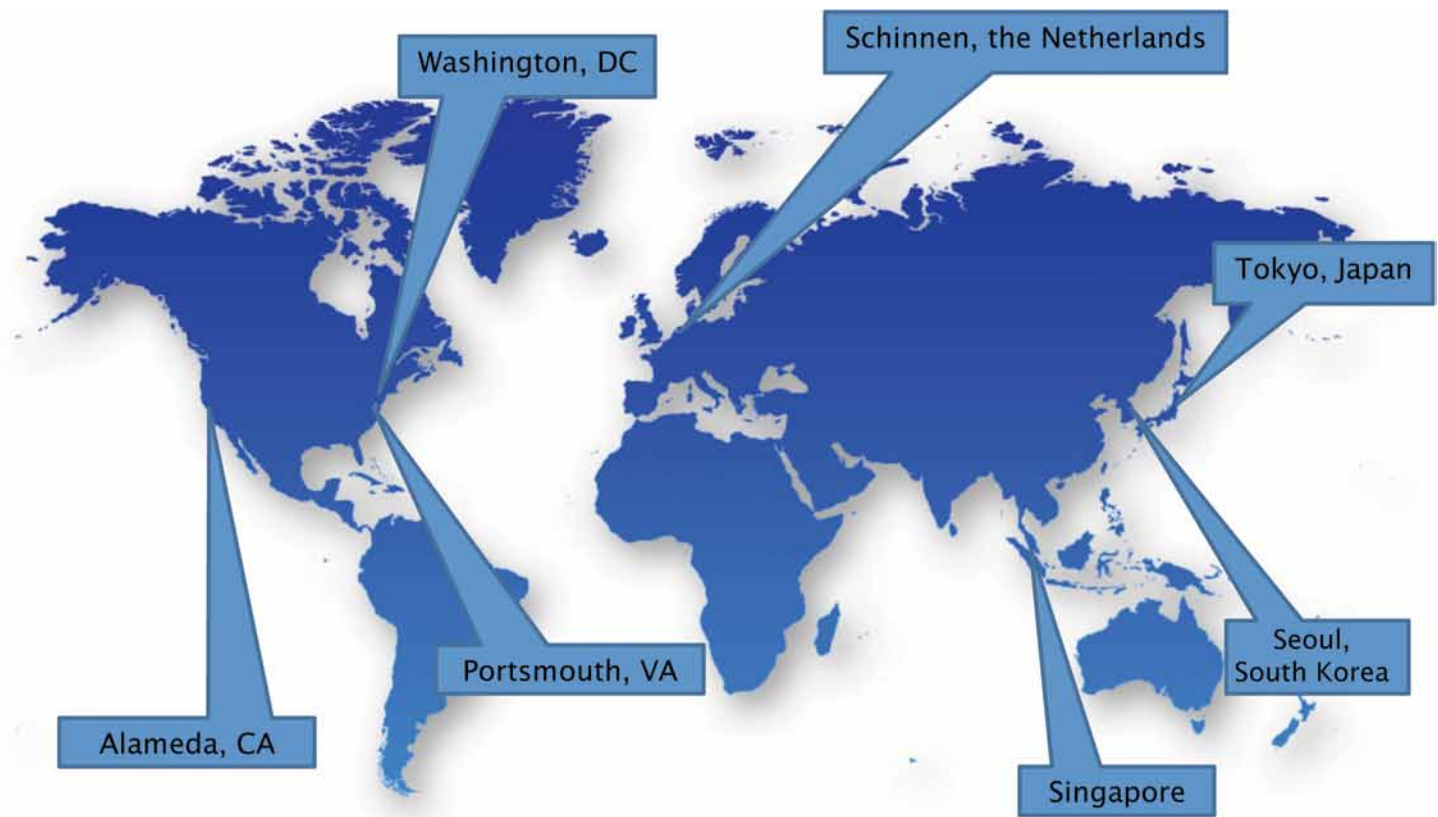 Schinnen, the Netherlands
Washington, DC
Tokyo, Japan
Seoul,
South Korea
Portsmouth, VA
Alameda, CA
Singapore